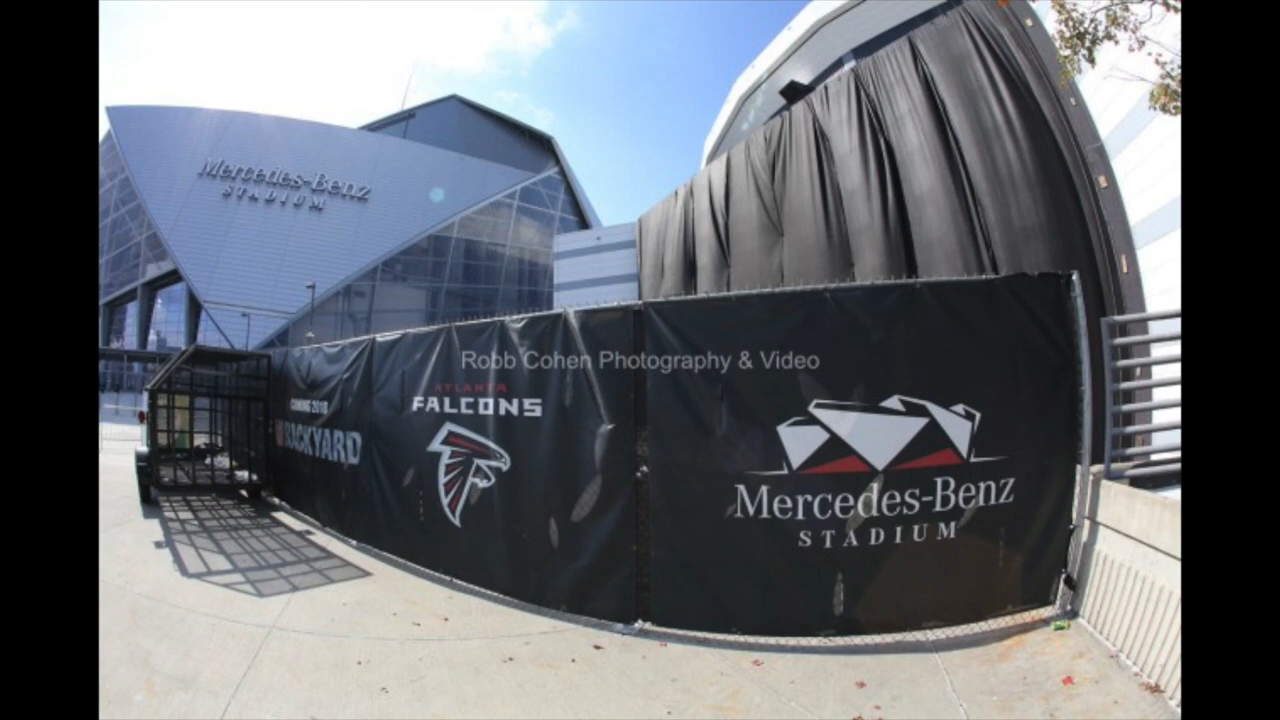 Mercedes-Benz
STADIUM
Robb Cohen Photography & Video
COMING 2018
BACKYARD
ATLANTA
FALCONS
Mercedes-Benz
STADIUM